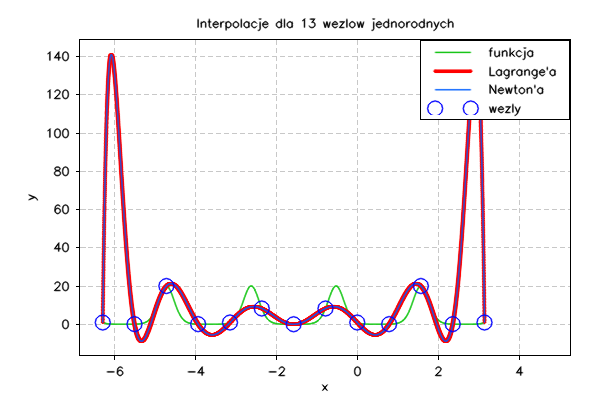 Interpolacje dla 13 wezlow jednorodnych
funkcja
Lagrange'a
Newton'a
wezly
140
120
100
80
60
40
20
0
y
−6 −4 −2 0 2 4
x